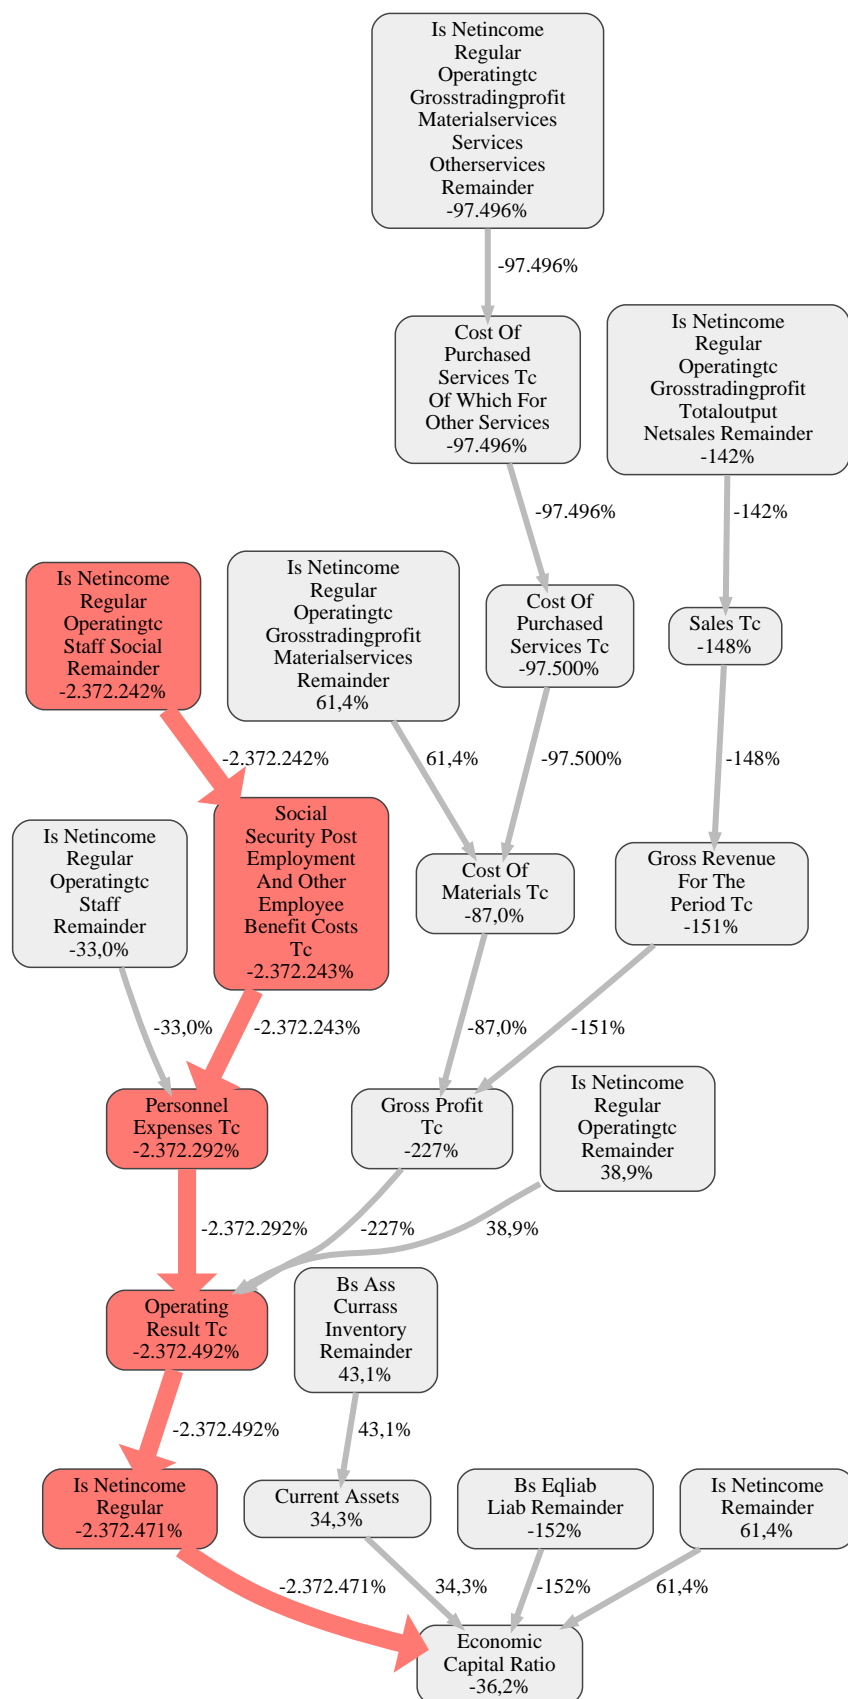 Is Netincome
Regular
Operatingtc
Grosstradingprofit
Materialservices
Services
Otherservices
Remainder
-97.496%
-97.496%
Cost Of
Purchased
Services Tc
Of Which For
Other Services
-97.496%
Is Netincome
Regular
Operatingtc
Grosstradingprofit
Totaloutput
Netsales Remainder
-142%
-97.496%
-142%
Is Netincome
Regular
Operatingtc
Staff Social
Remainder
-2.372.242%
Is Netincome
Regular
Operatingtc
Grosstradingprofit
Materialservices
Remainder
61,4%
Cost Of
Purchased
Services Tc
-97.500%
Sales Tc
-148%
-2.372.242%
61,4%
-97.500%
-148%
Is Netincome
Regular
Operatingtc
Staff
Remainder
-33,0%
Social
Security Post
Employment
And Other
Employee
Benefit Costs
Tc
-2.372.243%
Cost Of
Materials Tc
-87,0%
Gross Revenue
For The
Period Tc
-151%
-33,0%
-2.372.243%
-87,0%
-151%
Personnel
Expenses Tc
-2.372.292%
Gross Profit
Tc
-227%
Is Netincome
Regular
Operatingtc
Remainder
38,9%
-2.372.292%
-227%
38,9%
Operating
Result Tc
-2.372.492%
Bs Ass
Currass
Inventory
Remainder
43,1%
-2.372.492%
43,1%
Is Netincome
Regular
-2.372.471%
Current Assets
34,3%
Bs Eqliab
Liab Remainder
-152%
Is Netincome
Remainder
61,4%
-2.372.471%
34,3%
-152%
61,4%
Economic
Capital Ratio
-36,2%